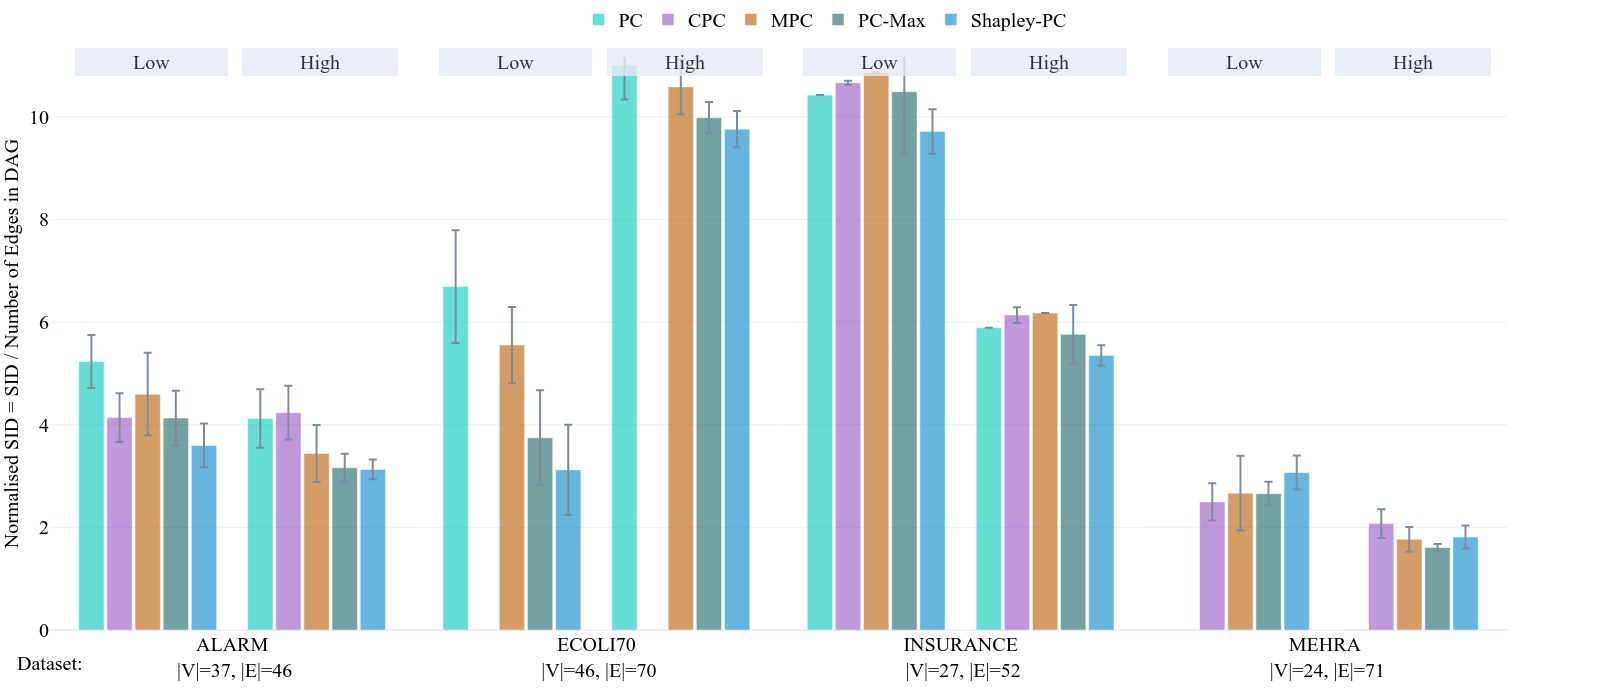 PC CPC MPC PC-Max Shapley-PC
Low High Low High Low High Low High
Normalised SID = SID / Number of Edges in DAG
10
8
6
4
2
0
ALARM ECOLI70 INSURANCE MEHRA
Dataset: |V|=37, |E|=46 |V|=46, |E|=70 |V|=27, |E|=52 |V|=24, |E|=71